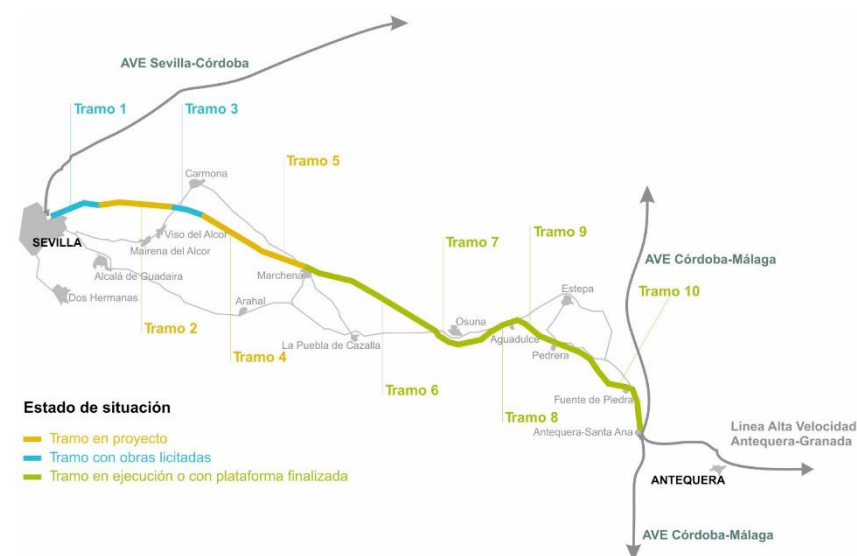 AVE Sevilla-Córdoba
Tramo 1
Tramo 3
Tramo 5
Carmona
Viso del Alcor
Mairena del Alcor
SEVILLA
Alcalá de Guadaira
Dos Hermanas
Tramo 2
Tramo 4
Arahal
Marchena
La Puebla de Cazalla
Tramo 6
Tramo 7
Osuna
Tramo 9
Aguadulce
Estepa
Pedrera
Tramo 8
AVE Córdoba-Málaga
Tramo 10
Fuente de Piedra
Antequera-Santa Ana
Línea Alta Velocidad
Antequera-Granada
ANTEQUERA
AVE Córdoba-Málaga
Estado de situación
Tramo en proyecto
Tramo con obras licitadas
Tramo en ejecución o con plataforma finalizada